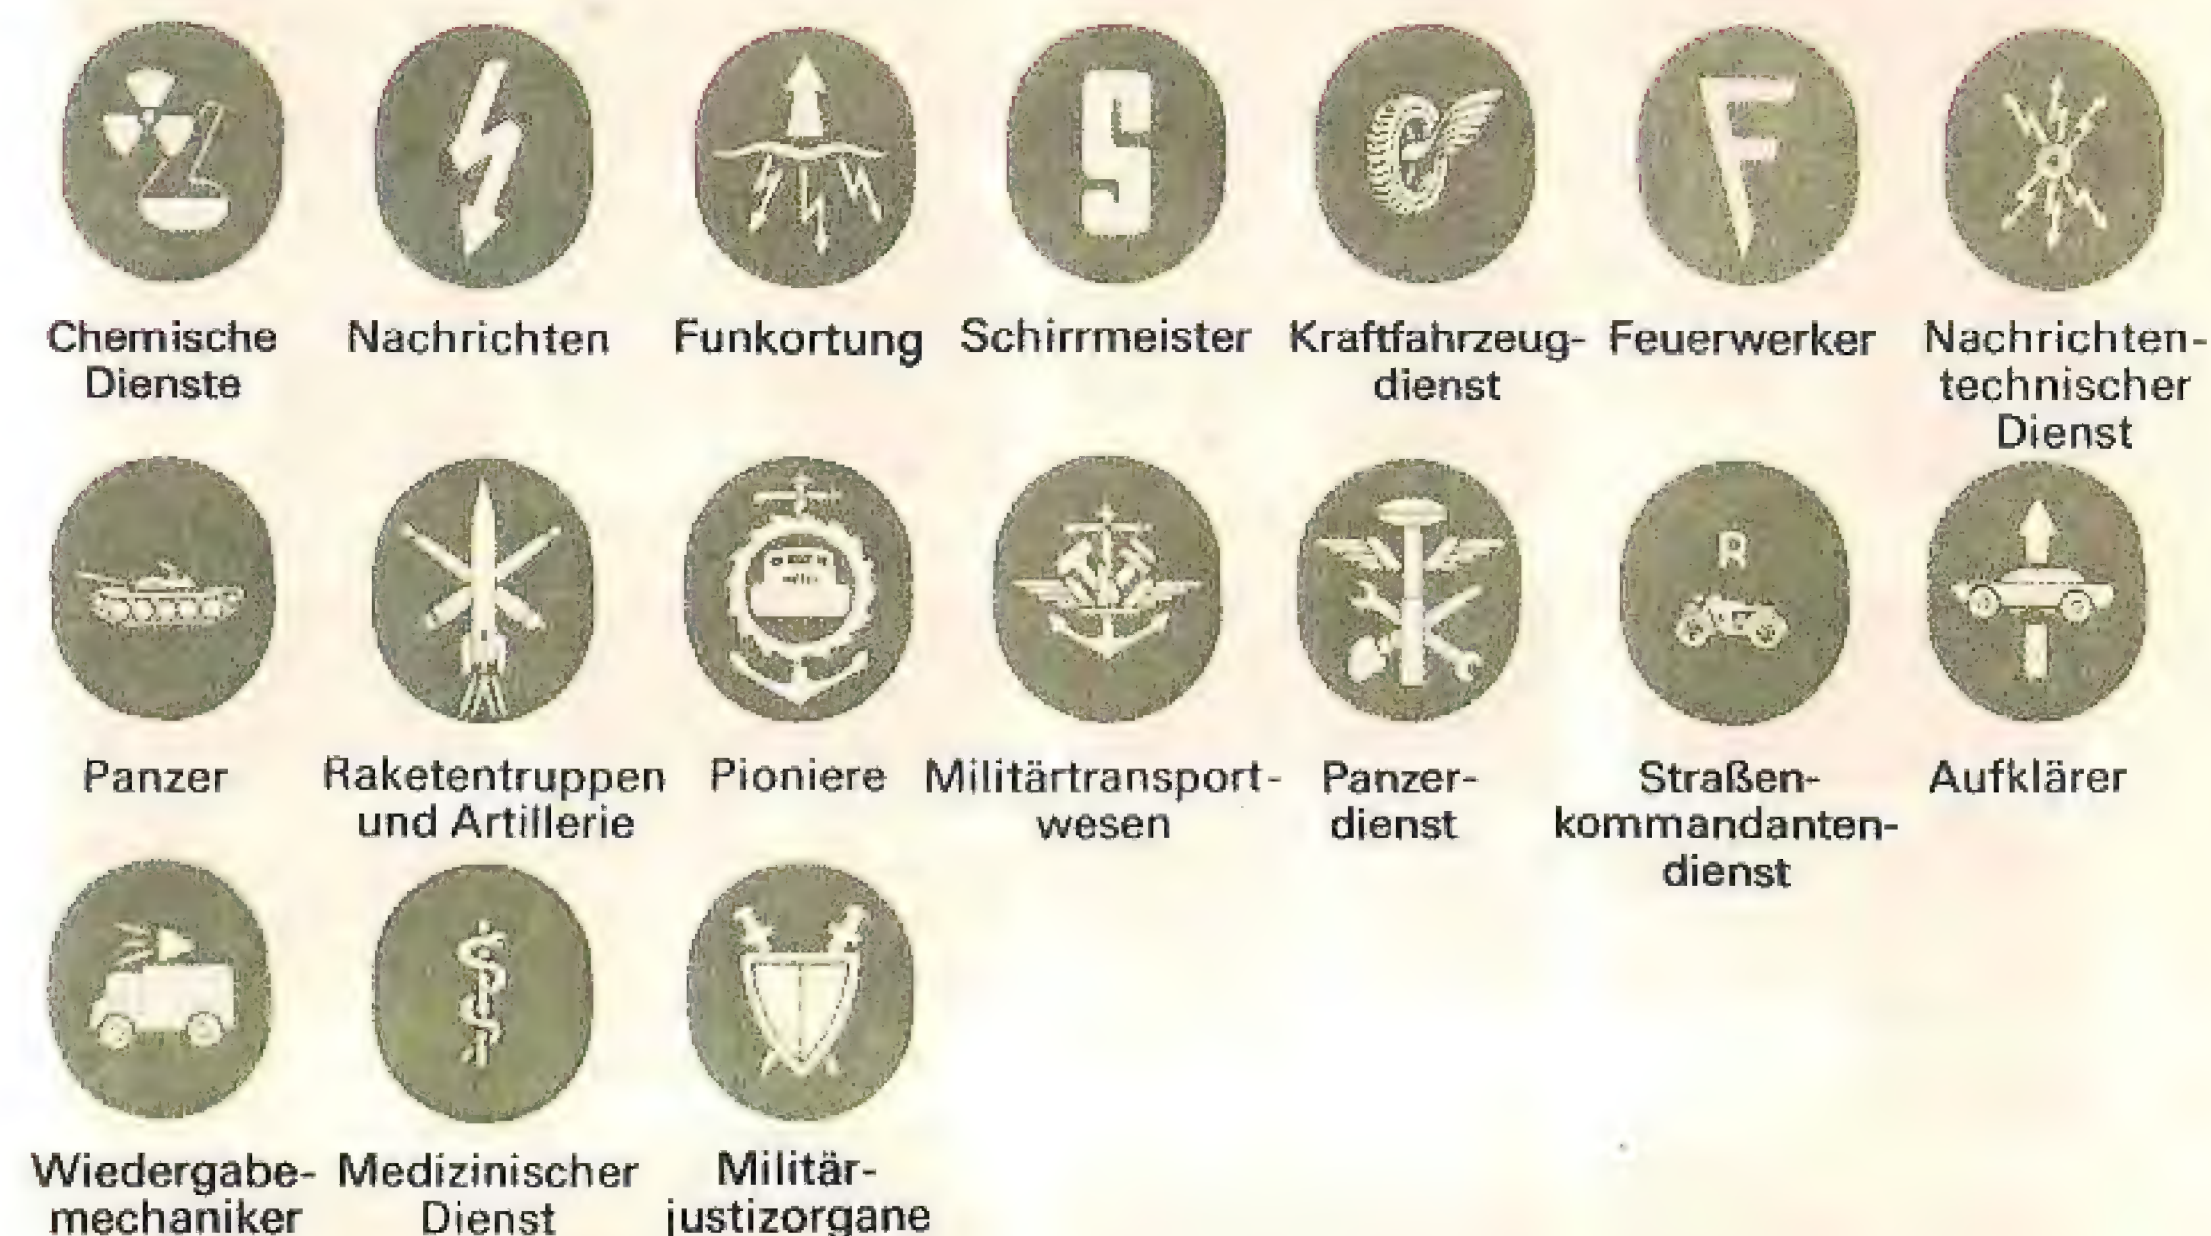 S
F
Chemische Dienste
Nachrichten
Funkortung
Schirrmeister
Kraftfahrzeug-
dienst
Feuerwerker
Nachrichten-
technischer
Dienst
R
Panzer
Raketentruppen
und Artillerie
Pioniere
Militärtransport-
wesen
Panzer-
dienst
Straßen-
kommandanten-
dienst
Aufklärer
Wiedergabe-
mechaniker
Medizinischer
Dienst
Militär-
justizorgane